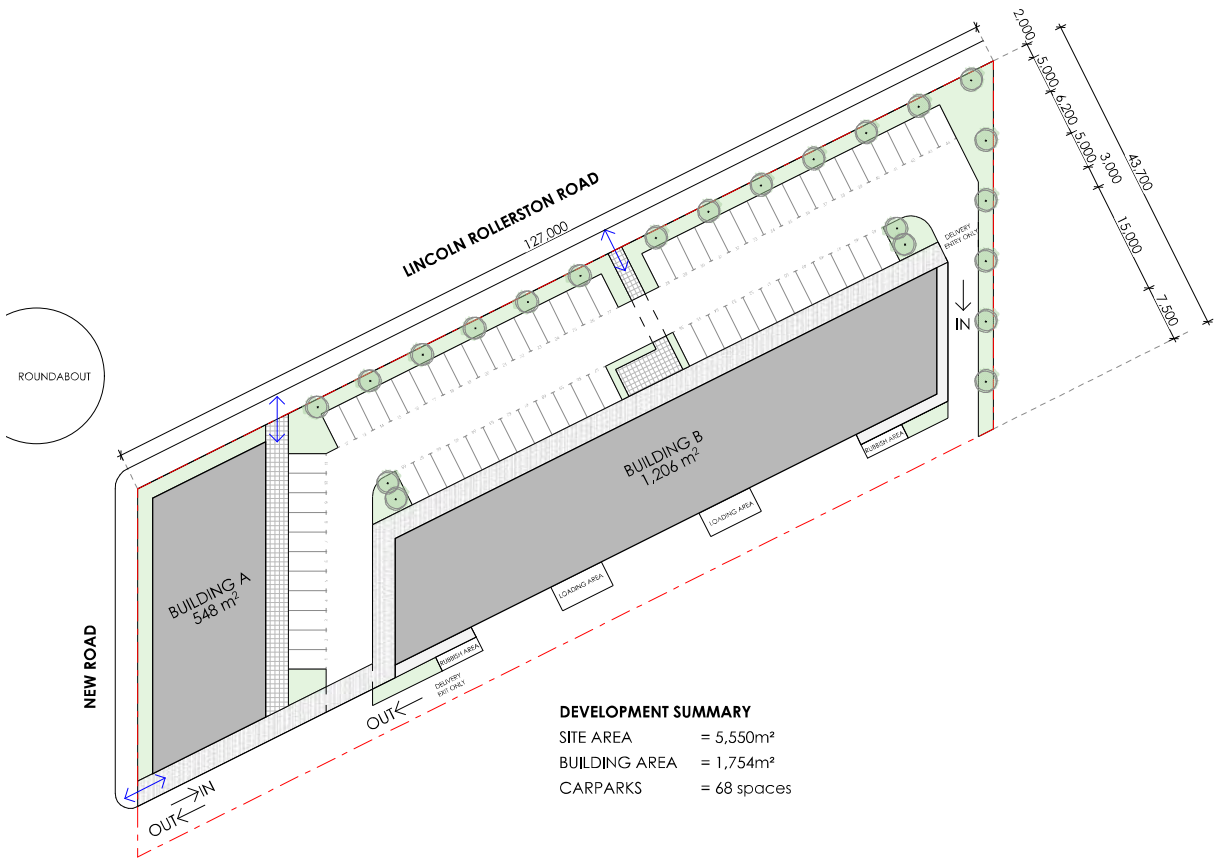 2,000
5,000
6,200
5,000
3,000
43,700
15,000
7,500
LINCOLN ROLLERSTON ROAD
127,000
DELIVERY
ENTRY ONLY
IN
ROUNDABOUT
BUILDING B
1,206 m²
RUBBISH AREA
LOADING AREA
LOADING AREA
BUILDING A
548 m²
NEW ROAD
RUBBISH AREA
DELIVERY
EXIT ONLY
OUT
IN
OUT
DEVELOPMENT SUMMARY
SITE AREA = 5,550m²
BUILDING AREA = 1,754m²
CARPARKS = 68 spaces